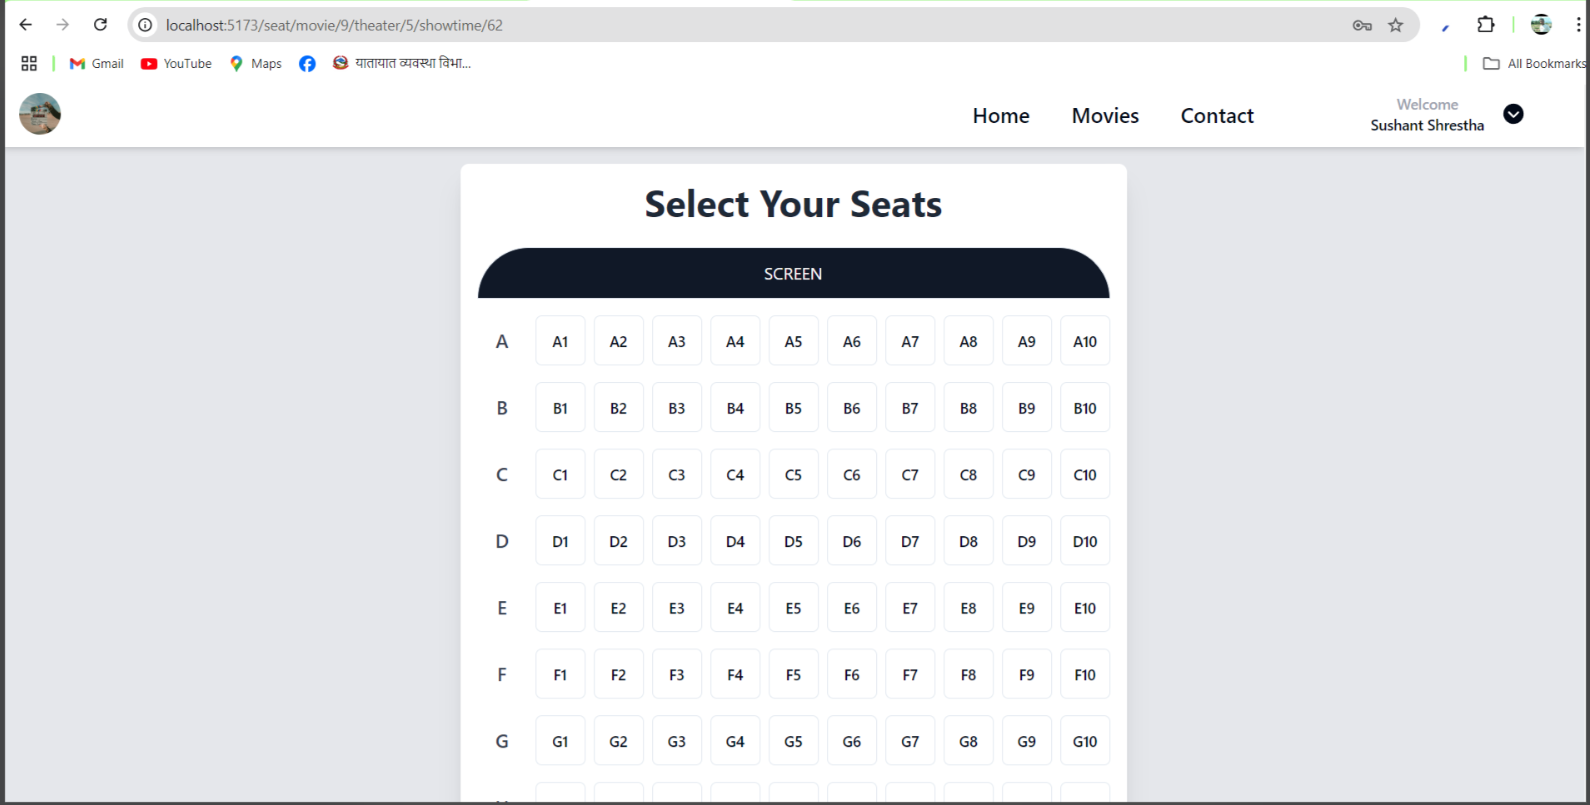 localhost:5173/seat/movie/9/theater/5/showtime/62
Gmail YouTube Maps यातायात व्यवस्था विभा... All Bookmarks
Home Movies Contact Welcome
Sushant Shrestha
Select Your Seats
SCREEN
A A1 A2 A3 A4 A5 A6 A7 A8 A9 A10
B B1 B2 B3 B4 B5 B6 B7 B8 B9 B10
C C1 C2 C3 C4 C5 C6 C7 C8 C9 C10
D D1 D2 D3 D4 D5 D6 D7 D8 D9 D10
E E1 E2 E3 E4 E5 E6 E7 E8 E9 E10
F F1 F2 F3 F4 F5 F6 F7 F8 F9 F10
G G1 G2 G3 G4 G5 G6 G7 G8 G9 G10